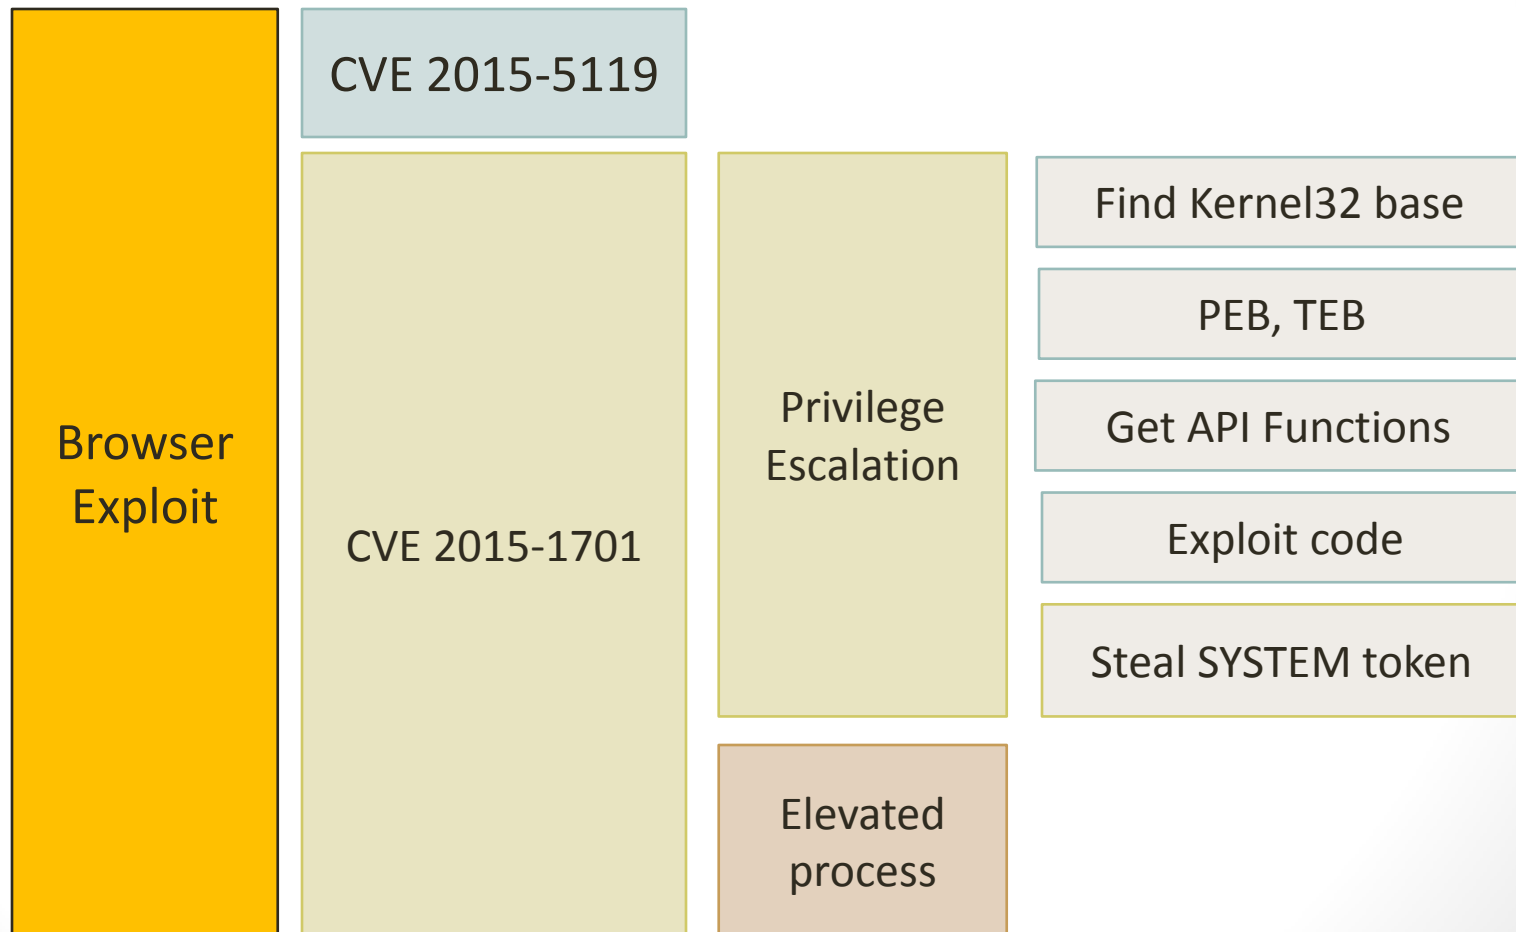 Browser
Exploit
CVE 2015-5119
CVE 2015-1701
Privilege
Escalation
Elevated
process
Find Kernel32 base
PEB, TEB
Get API Functions
Exploit code
Steal SYSTEM token